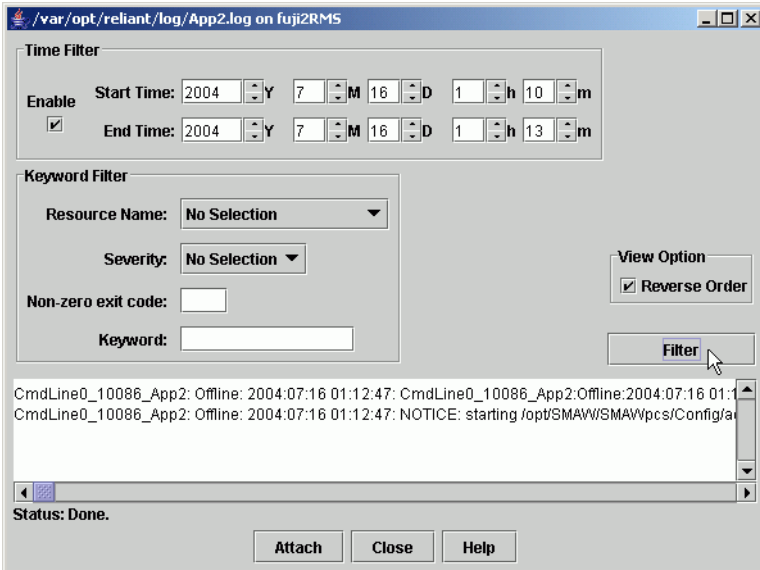 /var/opt/reliant/log/App2.log on fuji2RMS
Time Filter
Enable
Start Time: 2004 Y 7 M 16 D 1 h 10 m
End Time: 2004 Y 7 M 16 D 1 h 13 m
Keyword Filter
Resource Name: No Selection
Severity: No Selection
Non-zero exit code:
Keyword:
View Option
Reverse Order
Filter
CmdLine0_10086_App2: Offline: 2004:07:16 01:12:47: CmdLine0_10086_App2:Offline:2004:07:16 01:1
CmdLine0_10086_App2: Offline: 2004:07:16 01:12:47: NOTICE: starting /opt/SMAW/SMAWpcs/Config/a
Status: Done.
Attach Close Help